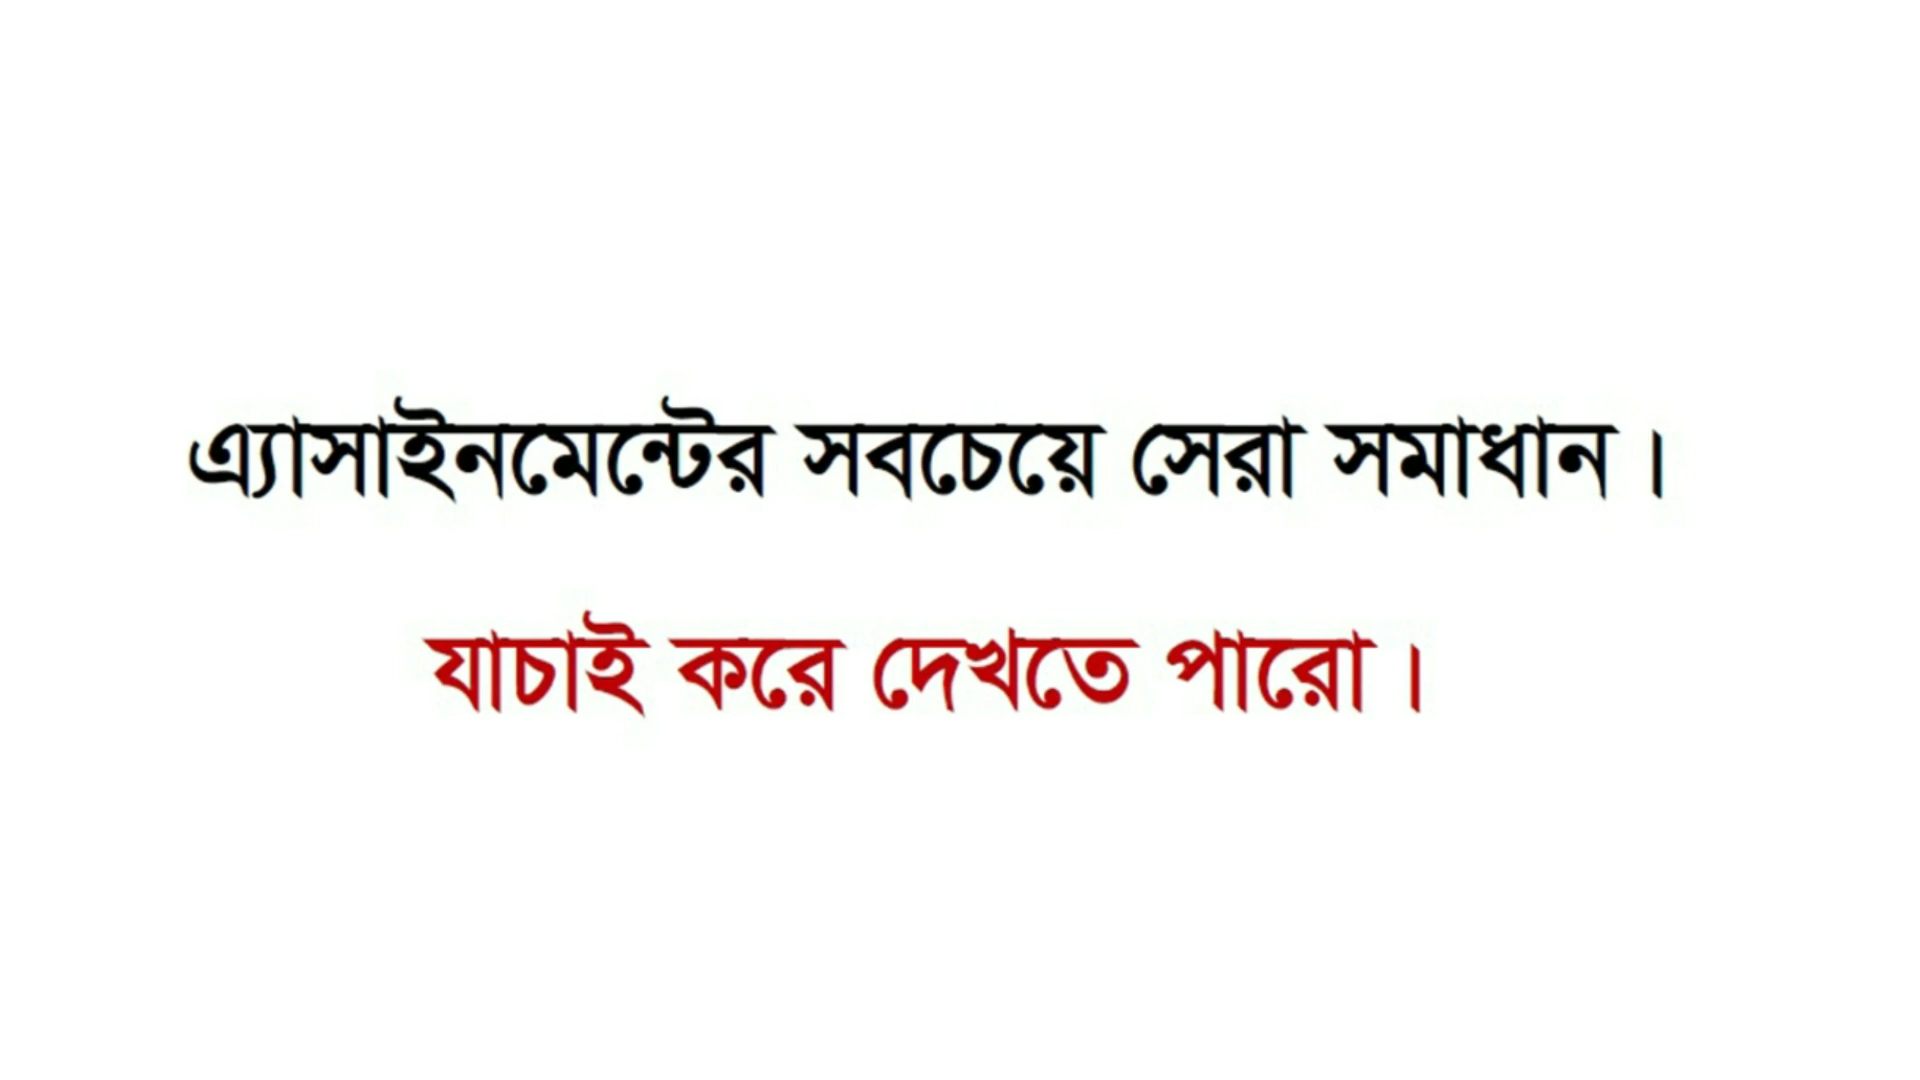 এ্যাসাইনমেন্টের সবচেয়ে সেরা সমাধান।
যাচাই করে দেখতে পারো।